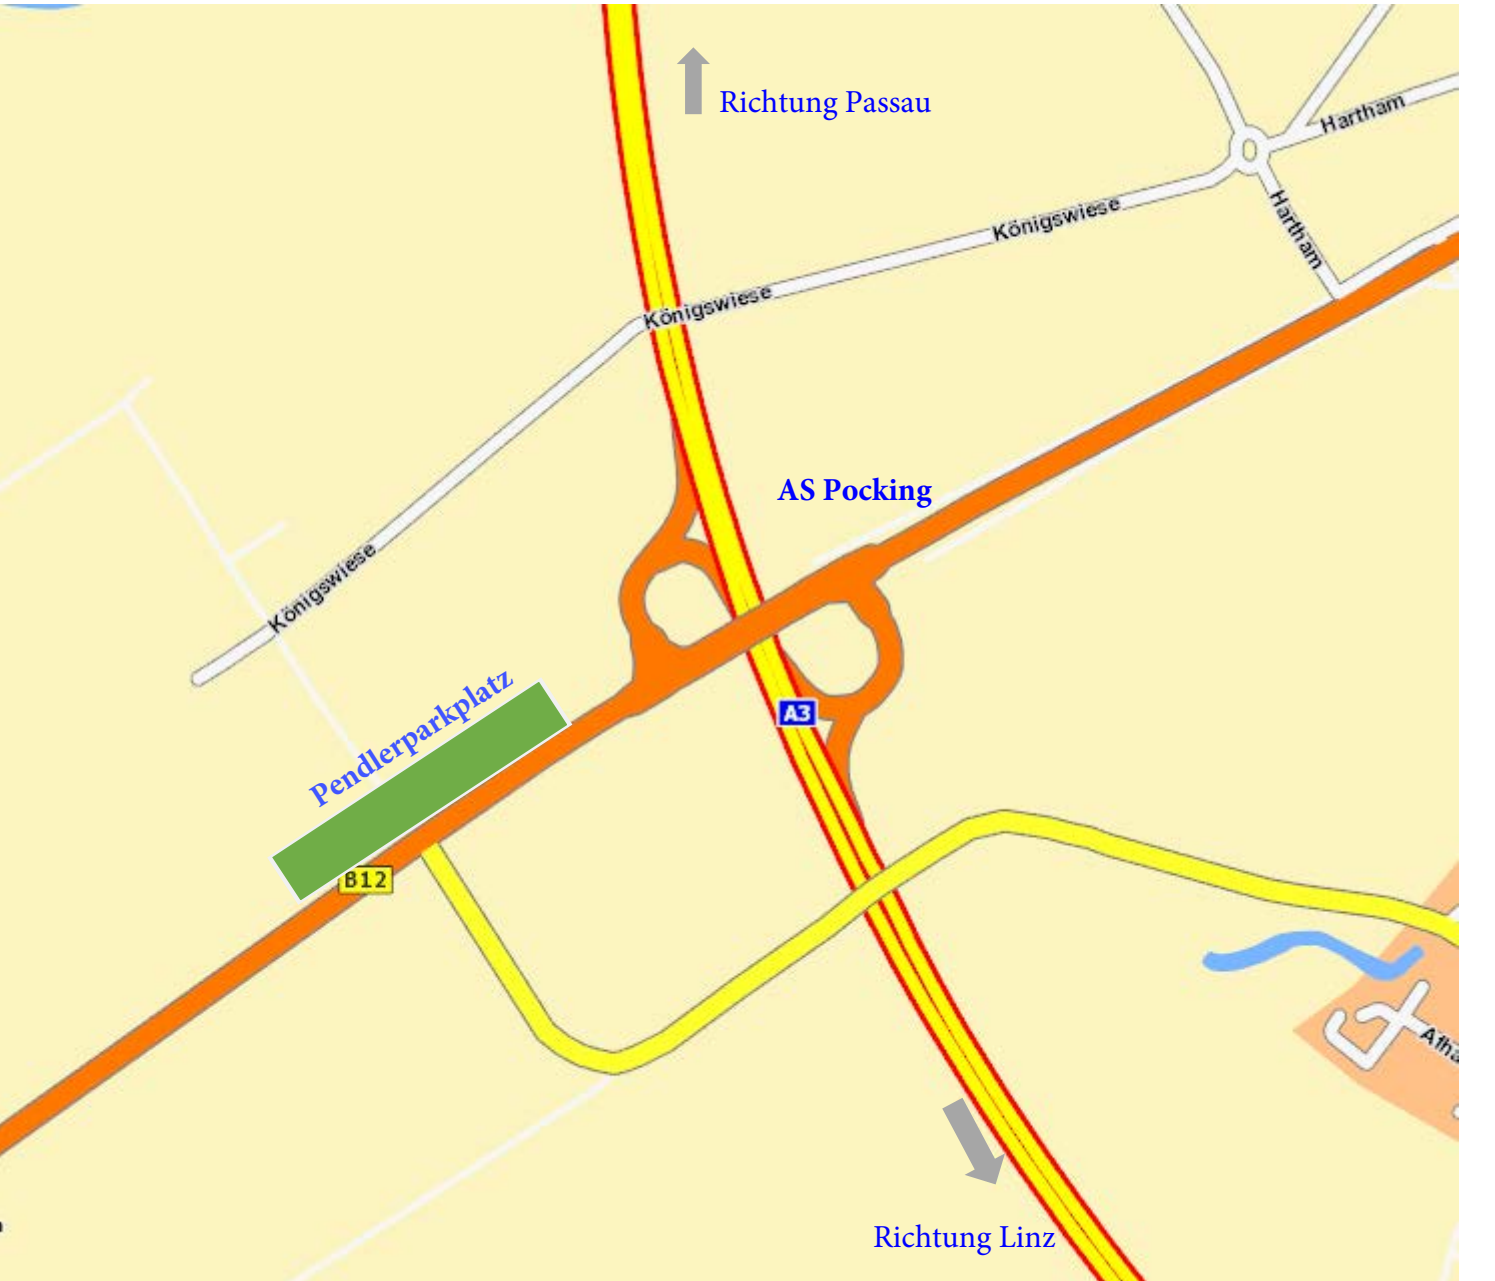 Richtung Passau
Hartham
Königswiese
Hartham
Königswiese
AS Pocking
Königswiese
Pendlerparkplatz
A3
B12
Richtung Linz